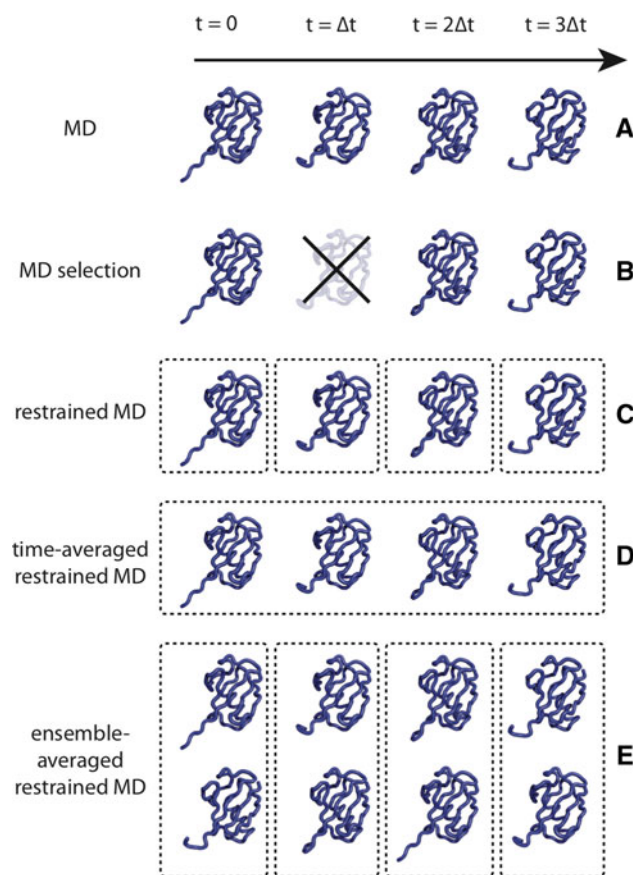 t = 0 t = Δt t = 2Δt t = 3Δt
MD A
MD selection B
restrained MD C
time-averaged
restrained MD D
ensemble-
averaged
restrained MD E